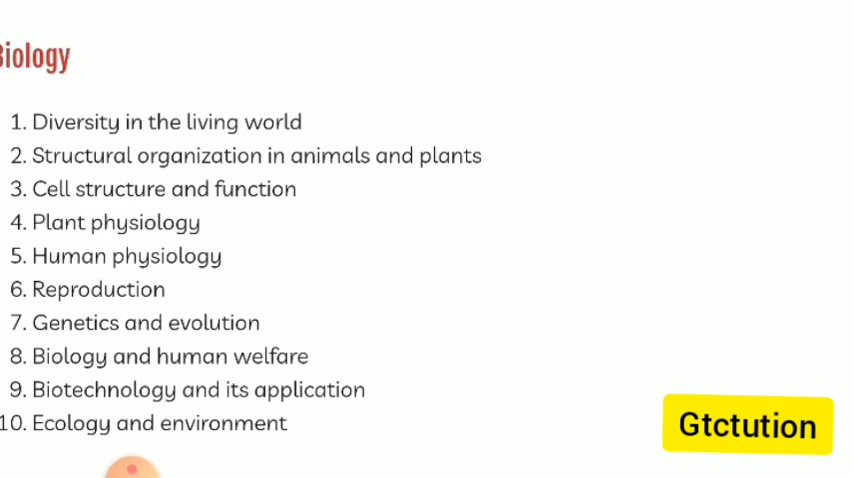 Biology
1. Diversity in the living world
2. Structural organization in animals and plants
3. Cell structure and function
4. Plant physiology
5. Human physiology
6. Reproduction
7. Genetics and evolution
8. Biology and human welfare
9. Biotechnology and its application
10. Ecology and environment
Gtctution